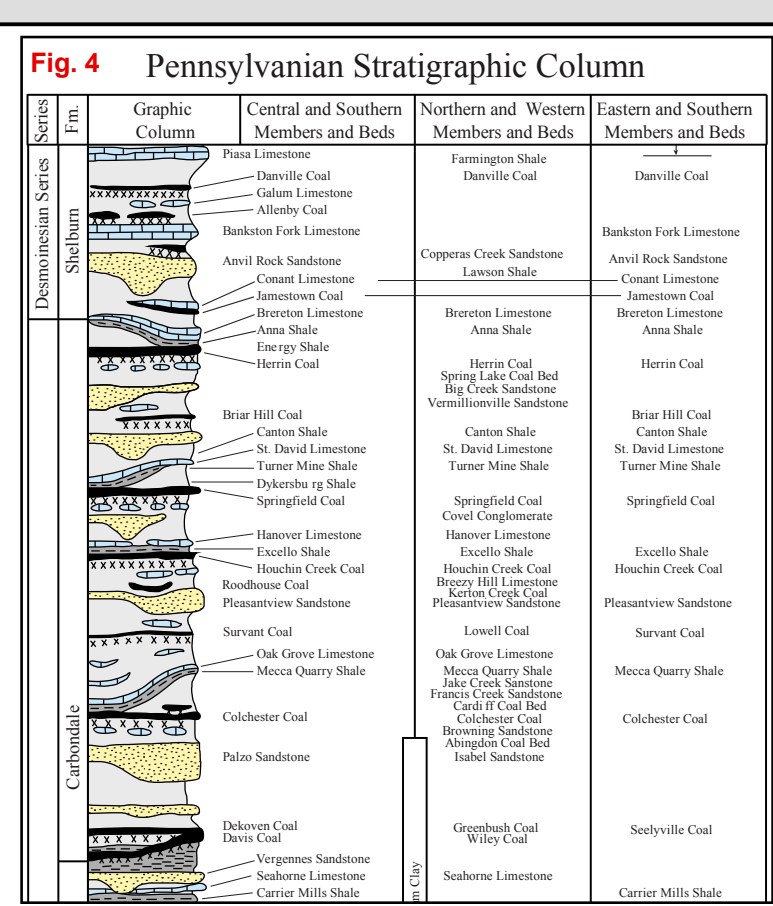 Fig. 4 Pennsylvanian Stratigraphic Column
Series
Fm.
Graphic
Column
Central and Southern
Members and Beds
Northern and Western
Members and Beds
Eastern and Southern
Members and Beds
Desmoinesian Series
Shelburn
Carbondale
Piasa Limestone
Danville Coal
Galum Limestone
Allenby Coal
Bankston Fork Limestone
Anvil Rock Sandstone
Conant Limestone
Jamestown Coal
Brereton Limestone
Anna Shale
Energy Shale
Herrin Coal
Briar Hill Coal
Canton Shale
St. David Limestone
Turner Mine Shale
Dykersbu rg Shale
Springfield Coal
Hanover Limestone
Excello Shale
Houchin Creek Coal
Roodhouse Coal
Pleasantview Sandstone
Survant Coal
Oak Grove Limestone
Mecca Quarry Shale
Colchester Coal
Palzo Sandstone
Dekoven Coal
Davis Coal
Vergennes Sandstone
Seahorne Limestone
Carrier Mills Shale
Farmington Shale
Danville Coal
Copperas Creek Sandstone
Lawson Shale
Brereton Limestone
Anna Shale
Herrin Coal
Spring Lake Coal Bed
Big Creek Sandstone
Vermillionville Sandstone
Canton Shale
St. David Limestone
Turner Mine Shale
Springfield Coal
Covel Conglomerate
Hanover Limestone
Excello Shale
Houchin Creek Coal
Breezy Hill Limestone
Kerton Creek Coal
Pleasantview Sandstone
Lowell Coal
Oak Grove Limestone
Mecca Quarry Shale
Jake Creek Sanstone
Francis Creek Sandstone
Cardi ff Coal Bed
Colchester Coal
Browning Sandstone
Abingdon Coal Bed
Isabel Sandstone
Greenbush Coal
Wiley Coal
Seahorne Limestone
m Clay
Danville Coal
Bankston Fork Limestone
Anvil Rock Sandstone
Conant Limestone
Jamestown Coal
Brereton Limestone
Anna Shale
Herrin Coal
Briar Hill Coal
Canton Shale
St. David Limestone
Turner Mine Shale
Springfield Coal
Excello Shale
Houchin Creek Coal
Pleasantview Sandstone
Survant Coal
Mecca Quarry Shale
Colchester Coal
Seelyville Coal
Carrier Mills Shale